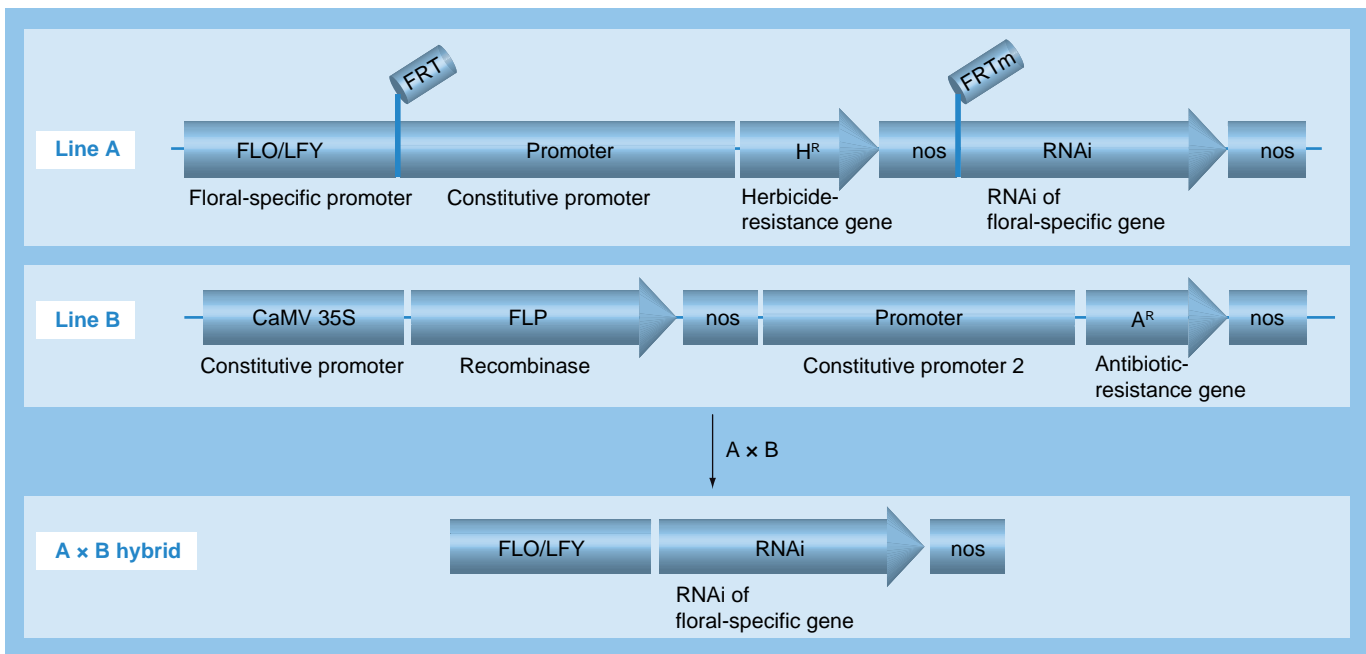 FRT
FRTm
Line A
FLO/LFY
Promoter
Hᴿ
nos
RNAi
nos
Floral-specific promoter
Constitutive promoter
Herbicide-
resistance gene
RNAi of
floral-specific gene
Line B
CaMV 35S
FLP
nos
Promoter
Aᴿ
nos
Constitutive promoter
Recombinase
Constitutive promoter 2
Antibiotic-
resistance gene
A × B
A × B hybrid
FLO/LFY
RNAi
nos
RNAi of
floral-specific gene